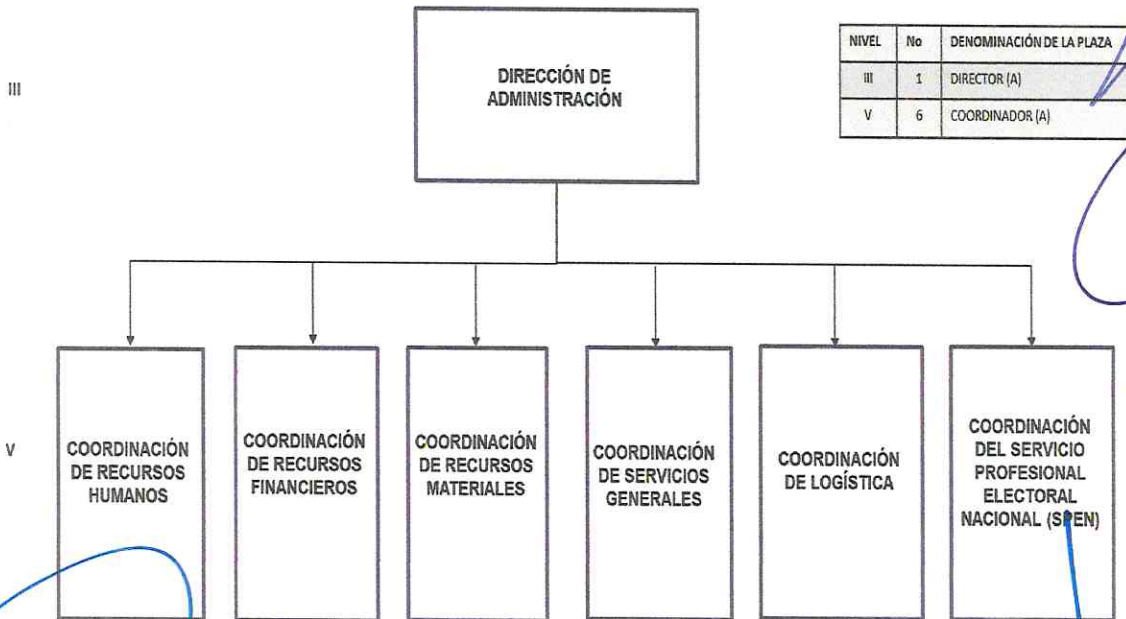 NIVEL No DENOMINACIÓN DE LA PLAZA
III 1 DIRECTOR (A)
V 6 COORDINADOR (A)
III
DIRECCIÓN DE
ADMINISTRACIÓN
V
COORDINACIÓN
DE RECURSOS
HUMANOS
COORDINACIÓN
DE RECURSOS
FINANCIEROS
COORDINACIÓN
DE RECURSOS
MATERIALES
COORDINACIÓN
DE SERVICIOS
GENERALES
COORDINACIÓN
DE LOGÍSTICA
COORDINACIÓN
DEL SERVICIO
PROFESIONAL
ELECTORAL
NACIONAL (SPEN)